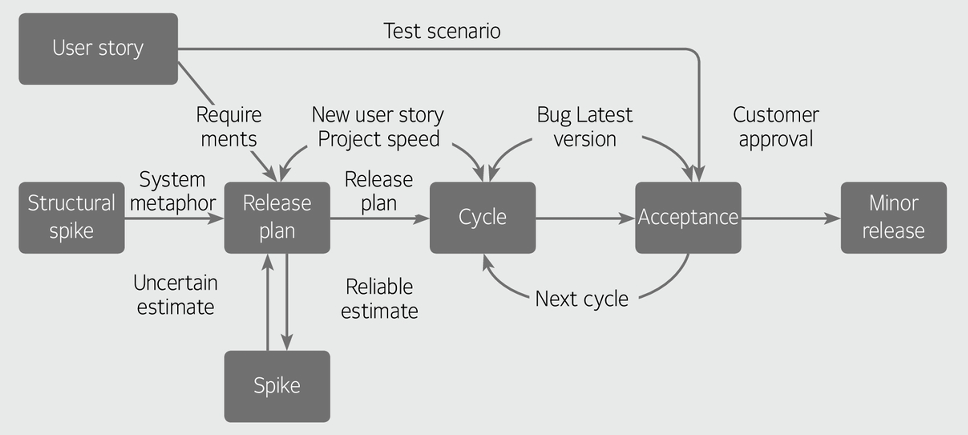 Test scenario
User story
Require
ments
New user story
Project speed
Bug Latest
version
Customer
approval
System
metaphor
Release
plan
Structural
spike
Release
plan
Cycle
Acceptance
Minor
release
Uncertain
estimate
Reliable
estimate
Next cycle
Spike